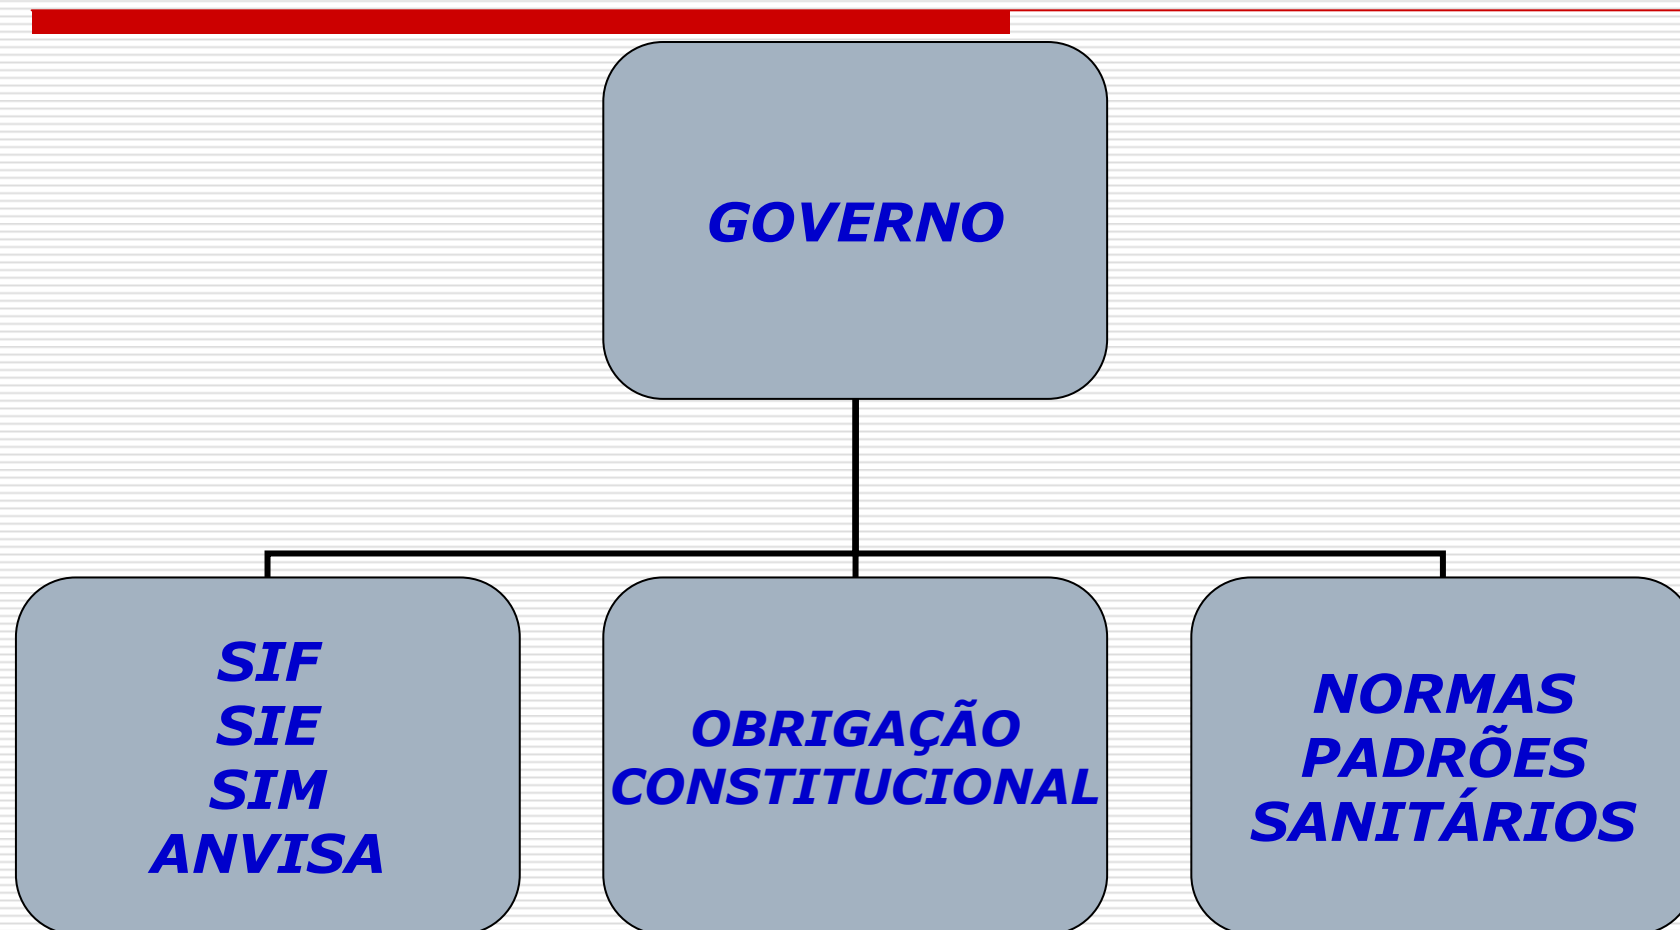 GOVERNO
SIF
SIE
SIM
ANVISA
OBRIGAÇÃO
CONSTITUCIONAL
NORMAS
PADRÕES
SANITÁRIOS